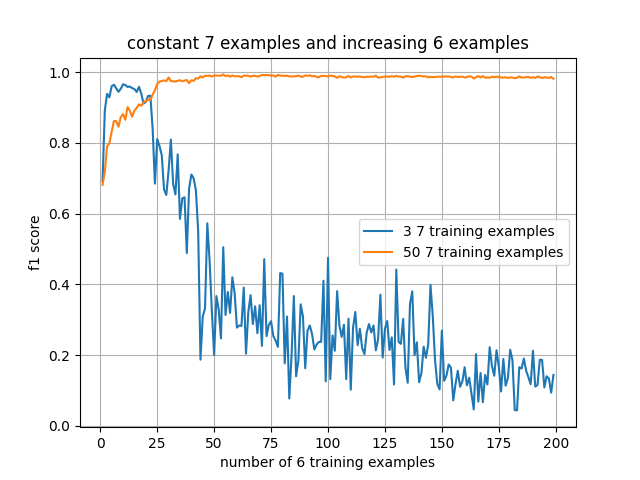 constant 7 examples and increasing 6 examples
1.0
0.8
0.6
0.4
0.2
0.0
f1 score
3 7 training examples
50 7 training examples
0 25 50 75 100 125 150 175 200
number of 6 training examples